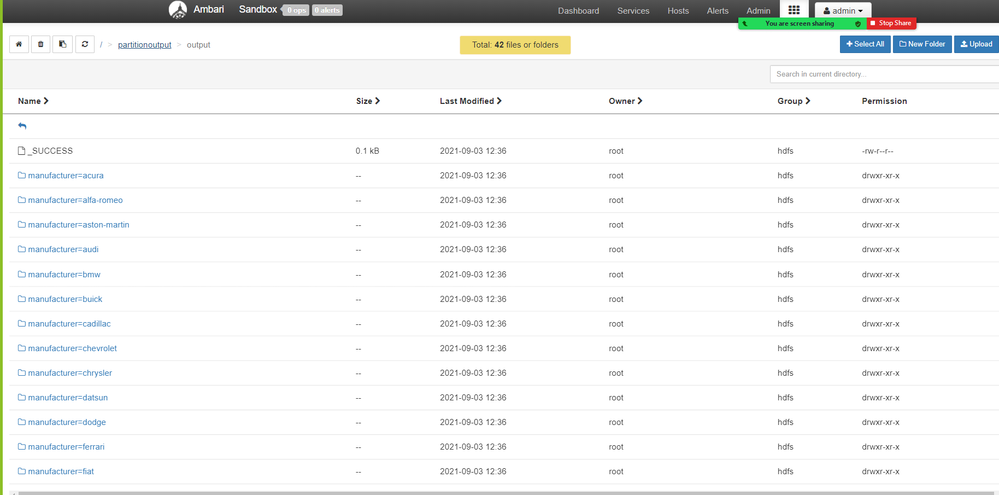 Ambari Sandbox 0 ops 0 alerts Dashboard Services Hosts Alerts Admin admin
You are screen sharing Stop Share
/ > partitionoutput > output Total: 42 files or folders Select All New Folder Upload
Search in current directory...
Name Size Last Modified Owner Group Permission
_SUCCESS 0.1 kB 2021-09-03 12:36 root hdfs -rw-r--r--
manufacturer=acura -- 2021-09-03 12:36 root hdfs drwxr-xr-x
manufacturer=alfa-romeo -- 2021-09-03 12:36 root hdfs drwxr-xr-x
manufacturer=aston-martin -- 2021-09-03 12:36 root hdfs drwxr-xr-x
manufacturer=audi -- 2021-09-03 12:36 root hdfs drwxr-xr-x
manufacturer=bmw -- 2021-09-03 12:36 root hdfs drwxr-xr-x
manufacturer=buick -- 2021-09-03 12:36 root hdfs drwxr-xr-x
manufacturer=cadillac -- 2021-09-03 12:36 root hdfs drwxr-xr-x
manufacturer=chevrolet -- 2021-09-03 12:36 root hdfs drwxr-xr-x
manufacturer=chrysler -- 2021-09-03 12:36 root hdfs drwxr-xr-x
manufacturer=datsun -- 2021-09-03 12:36 root hdfs drwxr-xr-x
manufacturer=dodge -- 2021-09-03 12:36 root hdfs drwxr-xr-x
manufacturer=ferrari -- 2021-09-03 12:36 root hdfs drwxr-xr-x
manufacturer=fiat -- 2021-09-03 12:36 root hdfs drwxr-xr-x